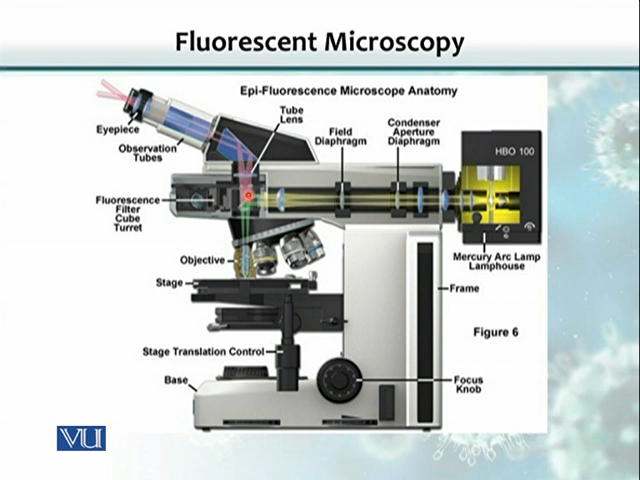 Fluorescent Microscopy
Epi-Fluorescence Microscope Anatomy
Tube
Lens
Eyepiece
Observation
Tubes
Field
Diaphragm
Condenser
Aperture
Diaphragm
HBO 100
Fluorescence
Filter
Cube
Turret
Objective
Mercury Arc Lamp
Lamphouse
Stage
Frame
Figure 6
Stage Translation Control
Base
Focus
Knob
VU